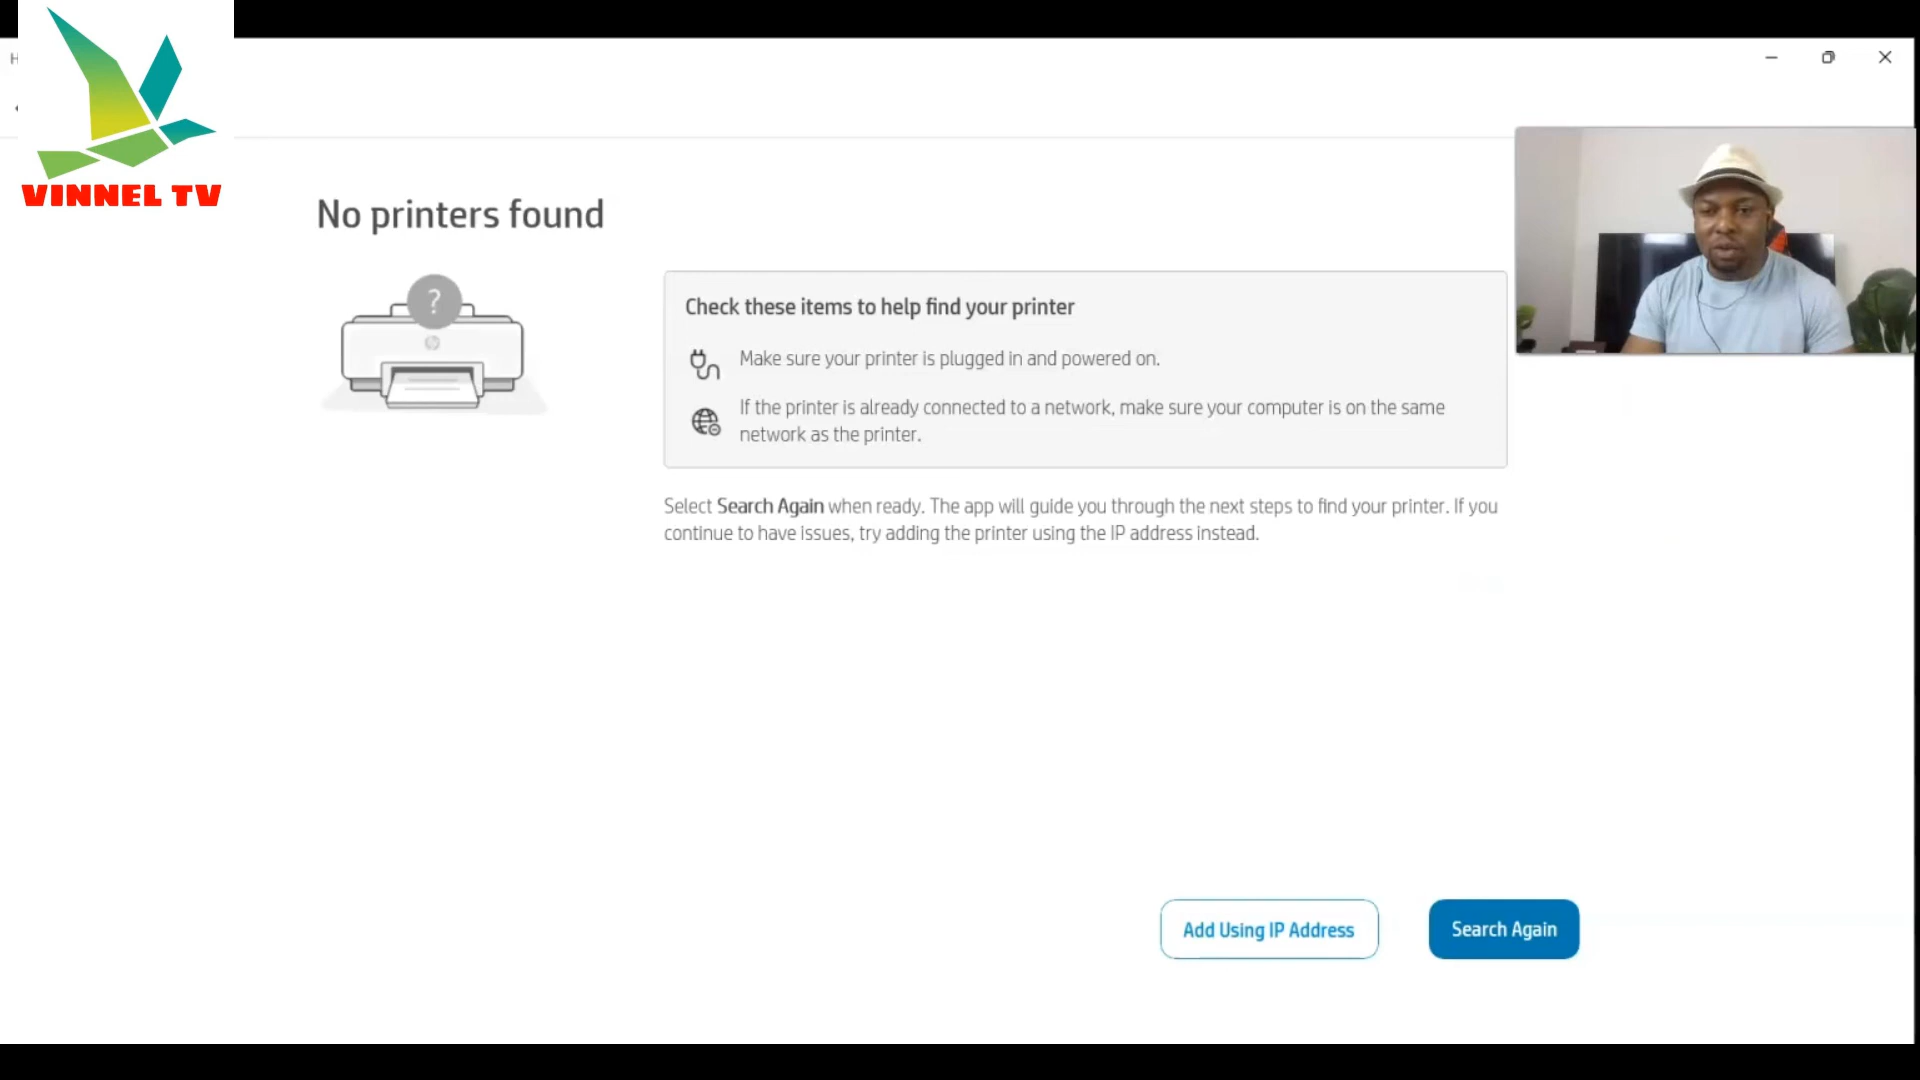 VINNEL TV
No printers found
?
Check these items to help find your printer
Make sure your printer is plugged in and powered on.
If the printer is already connected to a network, make sure your computer is on the same
network as the printer.
Select Search Again when ready. The app will guide you through the next steps to find your printer. If you
continue to have issues, try adding the printer using the IP address instead.
Add Using IP Address
Search Again